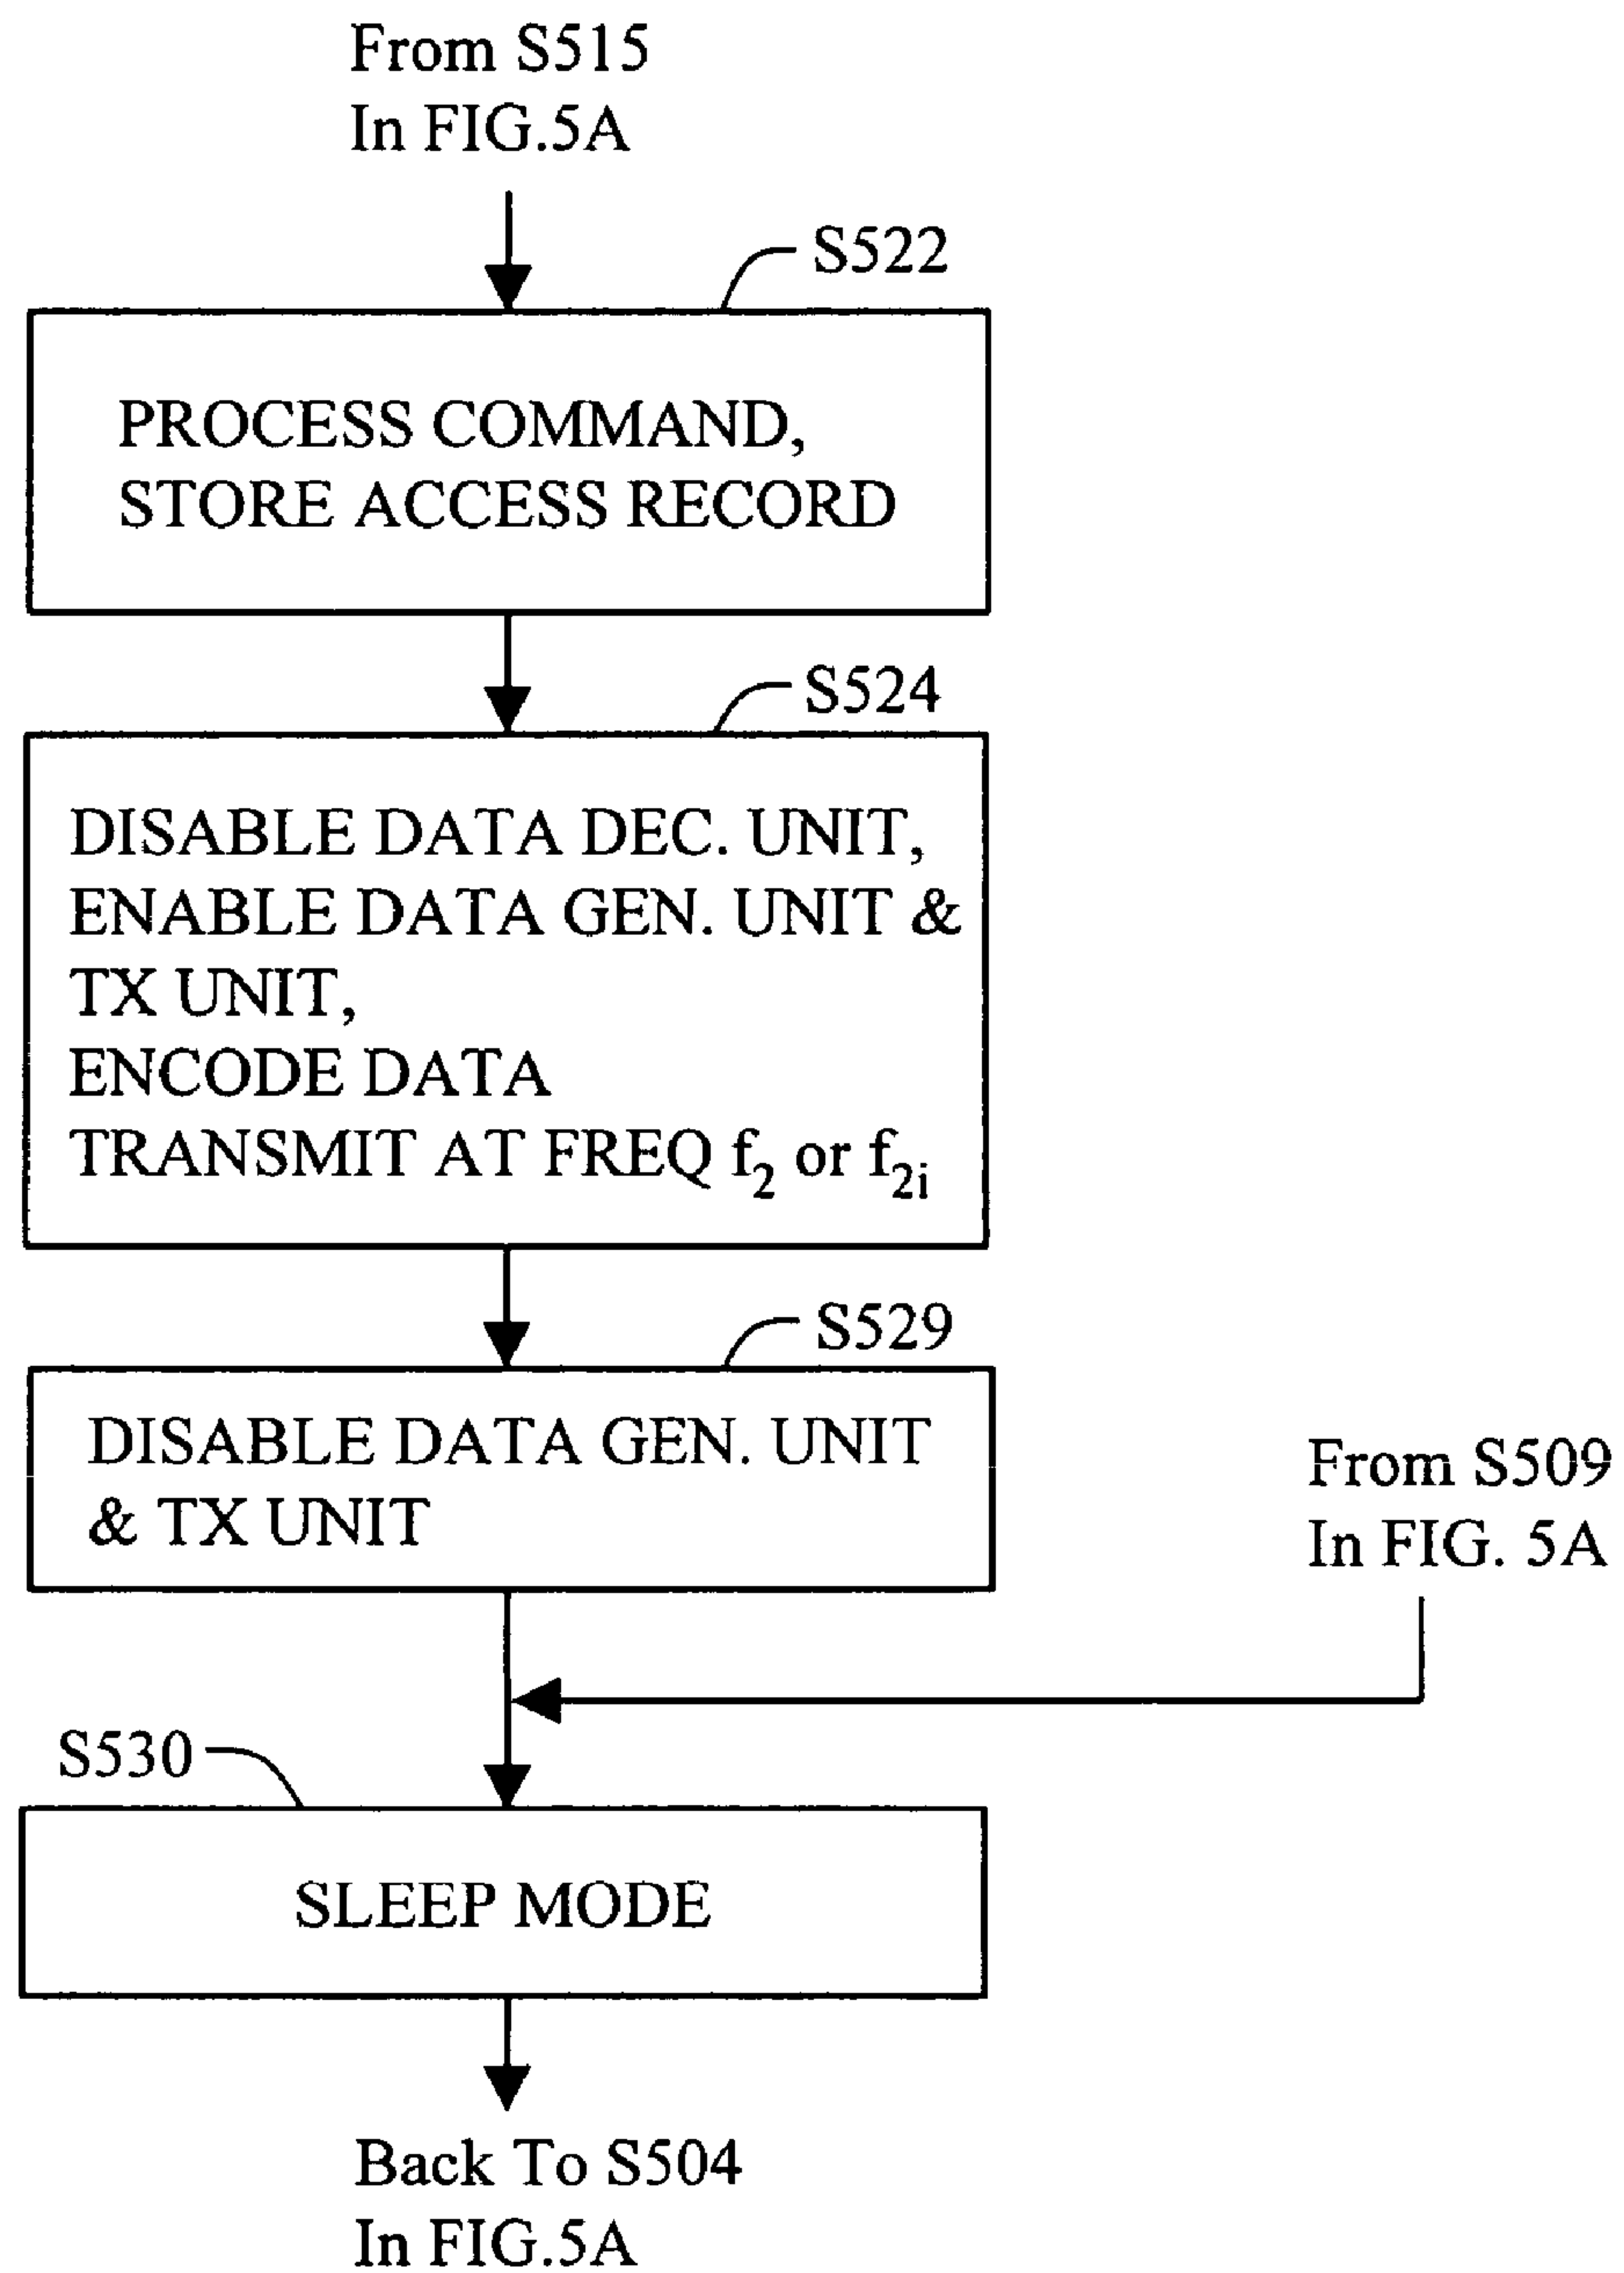 From S515
In FIG.5A
S522
PROCESS COMMAND,
STORE ACCESS RECORD
S524
DISABLE DATA DEC. UNIT,
ENABLE DATA GEN. UNIT &
TX UNIT,
ENCODE DATA
TRANSMIT AT FREQ f2 or f2i
S529
DISABLE DATA GEN. UNIT
& TX UNIT
From S509
In FIG. 5A
S530
SLEEP MODE
Back To S504
In FIG.5A